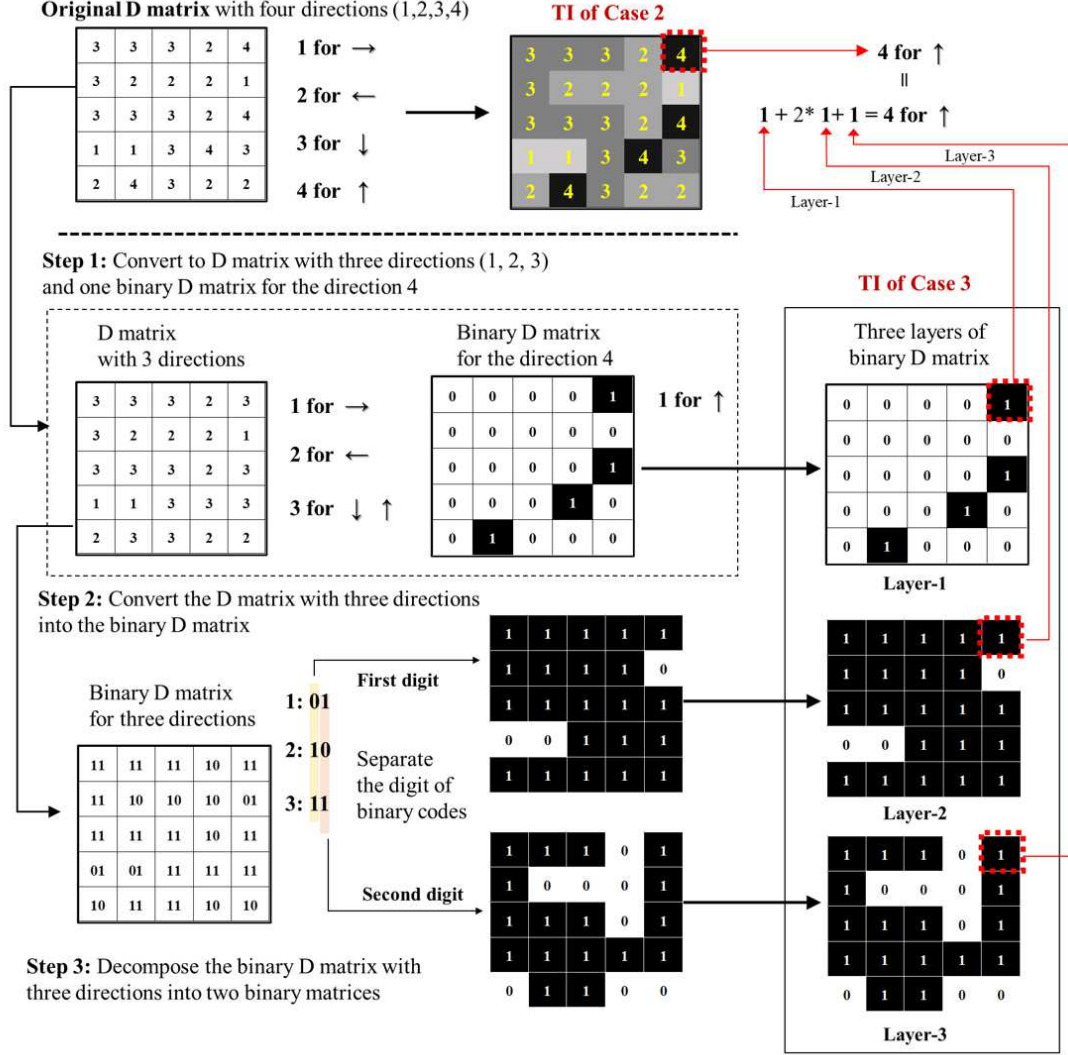 Original D matrix with four directions (1,2,3,4)
TI of Case 2
3 3 3 2 4
3 2 2 2 1
3 3 3 2 4
1 1 3 4 3
2 4 3 2 2
1 for →
2 for ←
3 for ↓
4 for ↑
3 3 3 2 4
3 2 2 2 1
3 3 3 2 4
1 1 3 4 3
2 4 3 2 2
4 for ↑
=
1 + 2* 1+ 1 = 4 for ↑
Layer-3
Layer-2
Layer-1
Step 1: Convert to D matrix with three directions (1, 2, 3)
and one binary D matrix for the direction 4
D matrix
with 3 directions
3 3 3 2 3
3 2 2 2 1
3 3 3 2 3
1 1 3 3 3
2 3 3 2 2
1 for →
2 for ←
3 for ↓ ↑
Binary D matrix
for the direction 4
0 0 0 0 1
0 0 0 0 0
0 0 0 0 1
0 0 0 1 0
0 1 0 0 0
1 for ↑
TI of Case 3
Three layers of
binary D matrix
0 0 0 0 1
0 0 0 0 0
0 0 0 0 1
0 0 0 1 0
0 1 0 0 0
Layer-1
Step 2: Convert the D matrix with three directions
into the binary D matrix
Binary D matrix
for three directions
11 11 11 10 11
11 10 10 10 01
11 11 11 10 11
01 01 11 11 11
10 11 11 10 10
1: 01
2: 10
3: 11
First digit
Separate
the digit of
binary codes
Second digit
1 1 1 1 1
1 1 1 1 0
1 1 1 1 1
0 0 1 1 1
1 1 1 1 1
1 1 1 1 1
1 1 1 1 0
1 1 1 1 1
0 0 1 1 1
1 1 1 1 1
Layer-2
1 1 1 0 1
1 0 0 0 1
1 1 1 0 1
1 1 1 1 1
0 1 1 0 0
1 1 1 0 1
1 0 0 0 1
1 1 1 0 1
1 1 1 1 1
0 1 1 0 0
Layer-3
Step 3: Decompose the binary D matrix with
three directions into two binary matrices